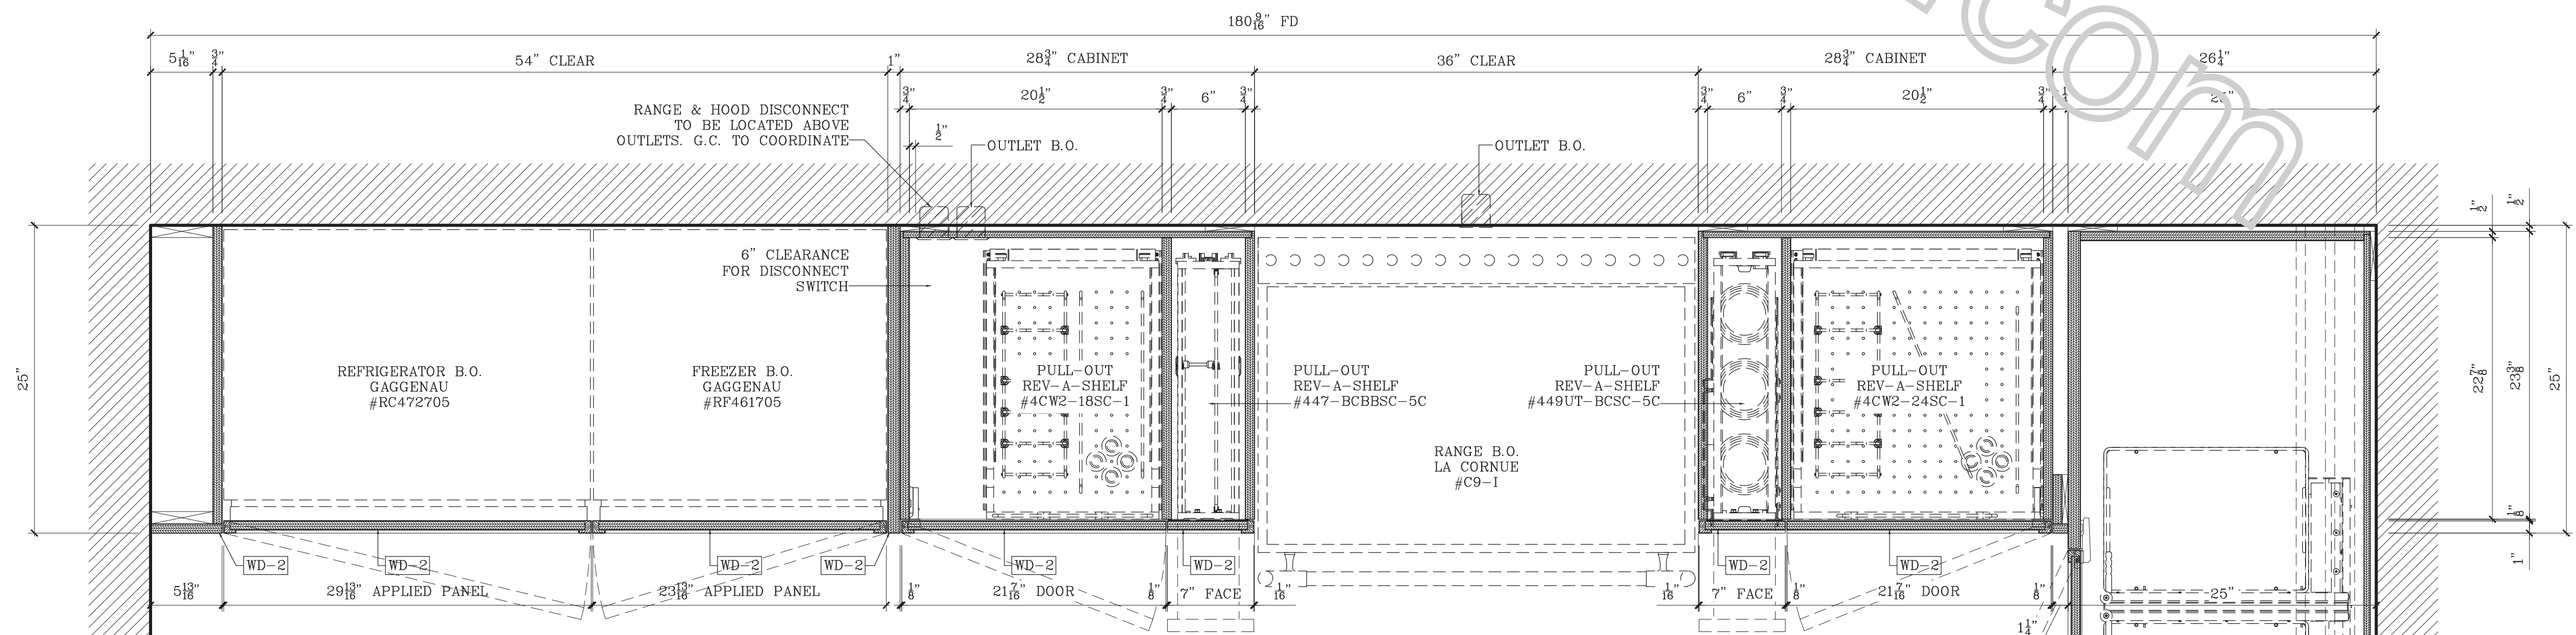 180 9/16" FD
5 1/16"
3/4"
54" CLEAR
1"
28 3/4" CABINET
36" CLEAR
28 3/4" CABINET
26 1/4"
3/4"
20 1/2"
3/4"
6"
3/4"
3/4"
6"
3/4"
20 1/2"
3/4"
com
RANGE & HOOD DISCONNECT
TO BE LOCATED ABOVE
OUTLETS. G.C. TO COORDINATE
1/2"
OUTLET B.O.
OUTLET B.O.
1/2"
1/2"
6" CLEARANCE
FOR DISCONNECT
SWITCH
25"
REFRIGERATOR B.O.
GAGGENAU
#RC472705
FREEZER B.O.
GAGGENAU
#RF461705
PULL-OUT
REV-A-SHELF
#4CW2-18SC-1
PULL-OUT
REV-A-SHELF
#447-BCBBSC-5C
PULL-OUT
REV-A-SHELF
#449UT-BCSC-5C
PULL-OUT
REV-A-SHELF
#4CW2-24SC-1
RANGE B.O.
LA CORNUE
#C9-I
22 7/8"
23 3/8"
25"
1/8"
1"
WD-2
WD-2
WD-2
WD-2
WD-2
WD-2
WD-2
WD-2
5 13/16"
29 13/16" APPLIED PANEL
23 13/16" APPLIED PANEL
1/8"
21 7/16" DOOR
1/8"
7" FACE
1/16"
1/16"
7" FACE
1/8"
21 7/16" DOOR
1/8"
25"
1 1/4"